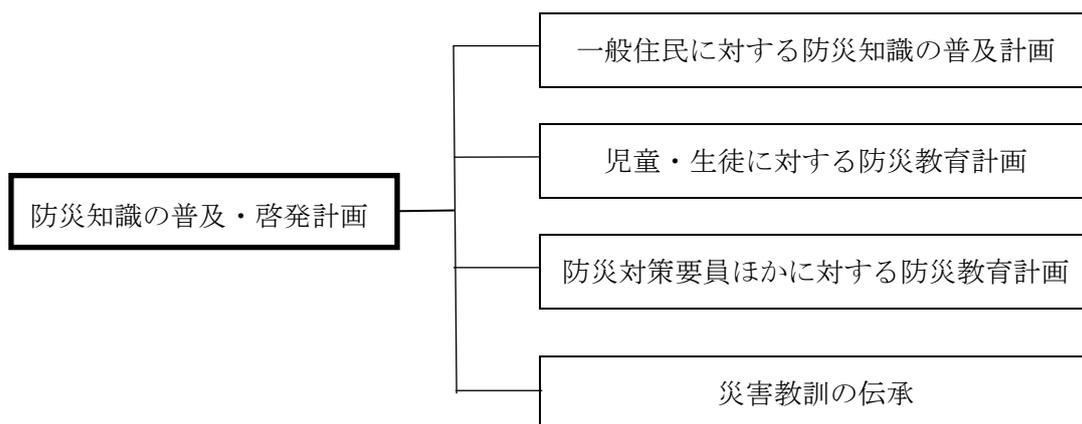 一般住民に対する防災知識の普及計画
児童・生徒に対する防災教育計画
防災知識の普及・啓発計画
防災対策要員ほかに対する防災教育計画
災害教訓の伝承